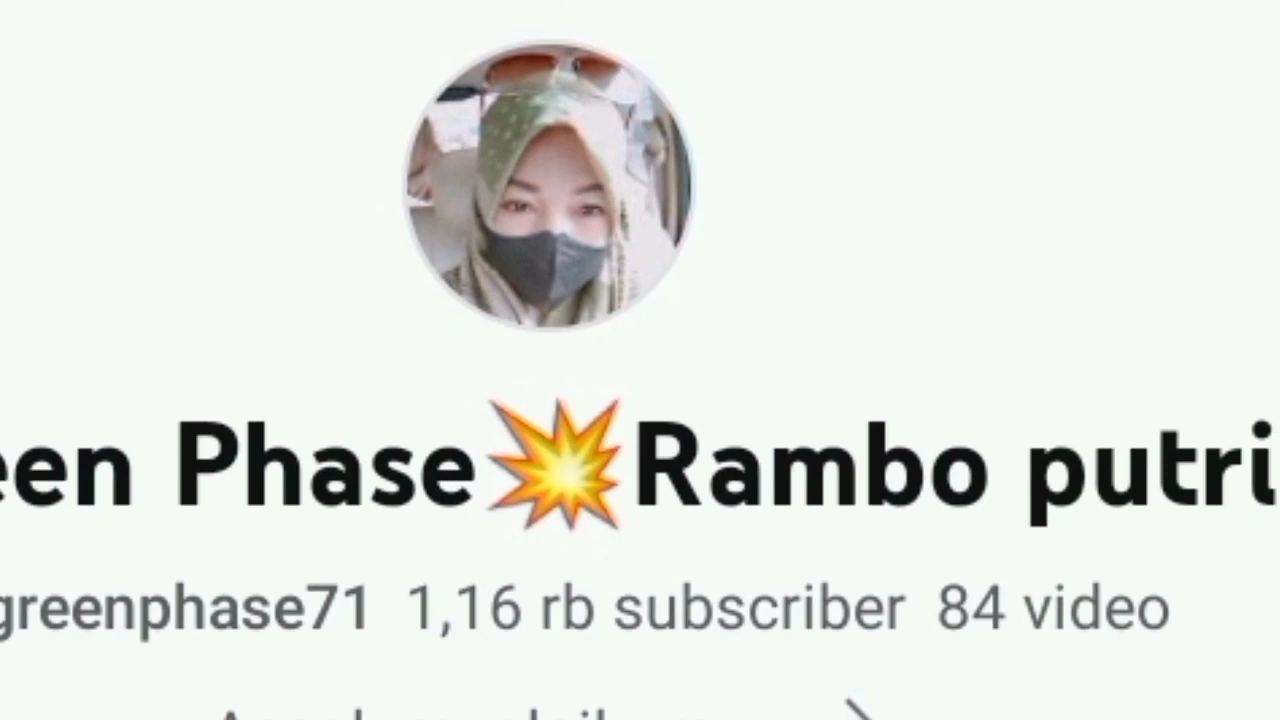 een Phase💥Rambo putri
greenphase71 1,16 rb subscriber 84 video